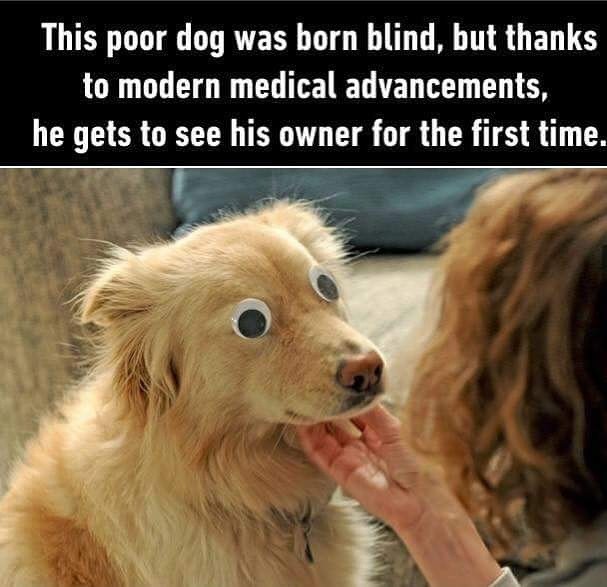 This poor dog was born blind, but thanks
to modern medical advancements,
he gets to see his owner for the first time.